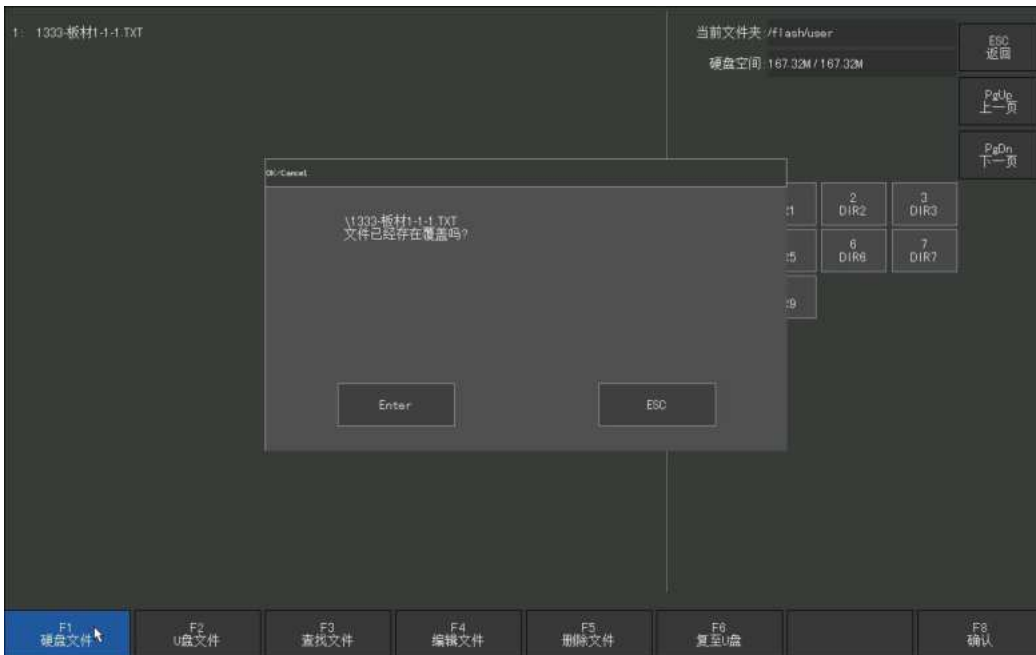 1: 1333-板材1-1-1.TXT
当前文件夹:/flash/user
硬盘空间:167.32M/167.32M
ESC
返回
PgUp
上一页
PgDn
下一页
OK/Cancel
\1333-板材1-1-1.TXT
文件已经存在覆盖吗?
Enter
ESC
2
DIR2
3
DIR3
6
DIR6
7
DIR7
F1
硬盘文件
F2
U盘文件
F3
查找文件
F4
编辑文件
F5
删除文件
F6
复至U盘
F8
确认